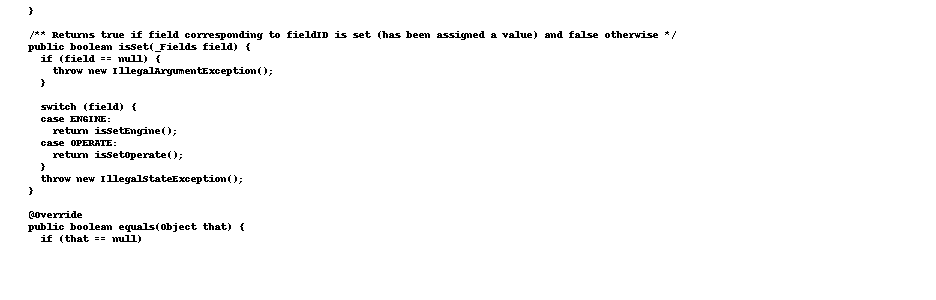 }
/** Returns true if field corresponding to fieldID is set (has been assigned a value) and false otherwise */
public boolean isSet(_Fields field) {
if (field == null) {
throw new IllegalArgumentException();
}
switch (field) {
case ENGINE:
return isSetEngine();
case OPERATE:
return isSetOperate();
}
throw new IllegalStateException();
}
@Override
public boolean equals(Object that) {
if (that == null)